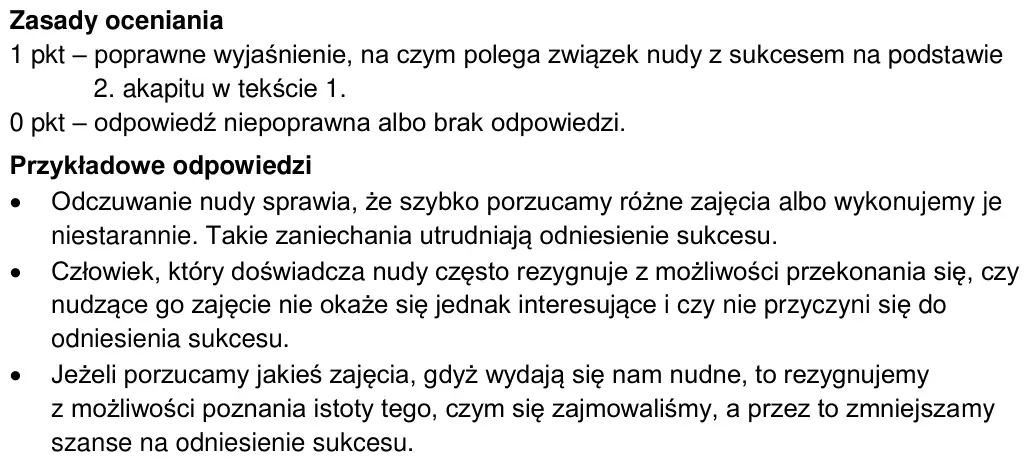 Zasady oceniania
1 pkt – poprawne wyjaśnienie, na czym polega związek nudy z sukcesem na podstawie
2. akapitu w tekście 1.
0 pkt – odpowiedź niepoprawna albo brak odpowiedzi.
Przykładowe odpowiedzi
• Odczuwanie nudy sprawia, że szybko porzucamy różne zajęcia albo wykonujemy je
niestarannie. Takie zaniechania utrudniają odniesienie sukcesu.
• Człowiek, który doświadcza nudy często rezygnuje z możliwości przekonania się, czy
nudzące go zajęcie nie okaże się jednak interesujące i czy nie przyczyni się do
odniesienia sukcesu.
• Jeżeli porzucamy jakieś zajęcia, gdyż wydają się nam nudne, to rezygnujemy
z możliwości poznania istoty tego, czym się zajmowaliśmy, a przez to zmniejszamy
szanse na odniesienie sukcesu.